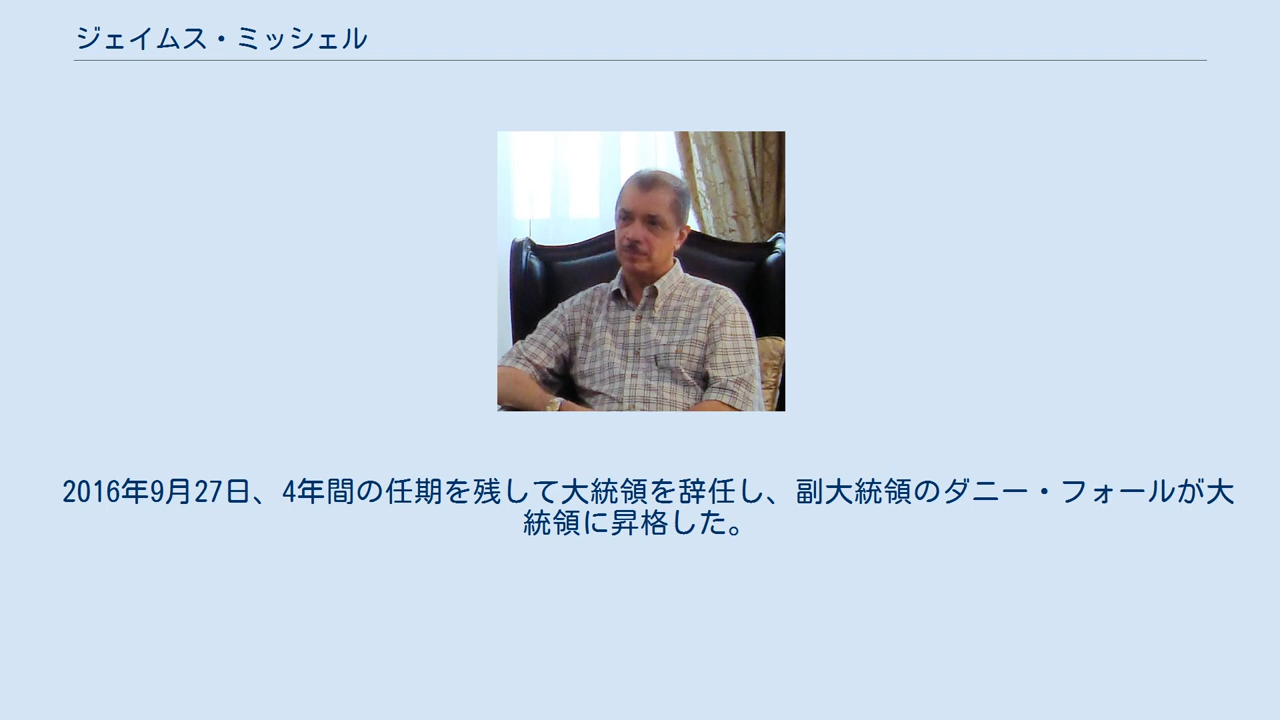 ジェイムス・ミッシェル
2016年9月27日、4年間の任期を残して大統領を辞任し、副大統領のダニー・フォールが大
統領に昇格した。